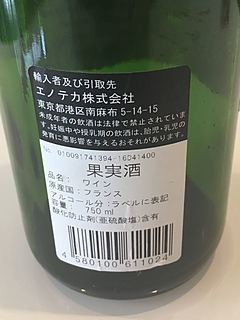 輸入者及び引取先
エノテカ株式会社
東京都港区南麻布 5-14-15
未成年者の飲酒は法律で禁止されていま
す。妊娠中や授乳期の飲酒は、胎児・乳児の
発育に悪影響を与えるおそれがあります。
No. 010091741394-16D41400
果実酒
品名: ワイン
原産国: フランス
アルコール分: ラベルに表記
容量: 750ml
酸化防止剤(亜硫酸塩)含有
4 580100 611024